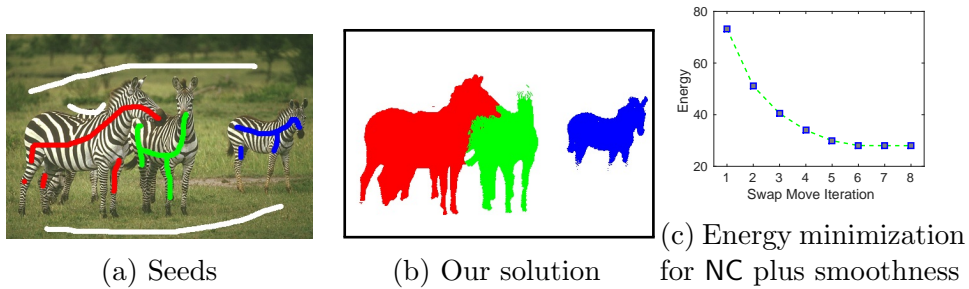 80
60
40
20
Energy
1 2 3 4 5 6 7 8
Swap Move Iteration
(a) Seeds
(b) Our solution
(c) Energy minimization
for NC plus smoothness